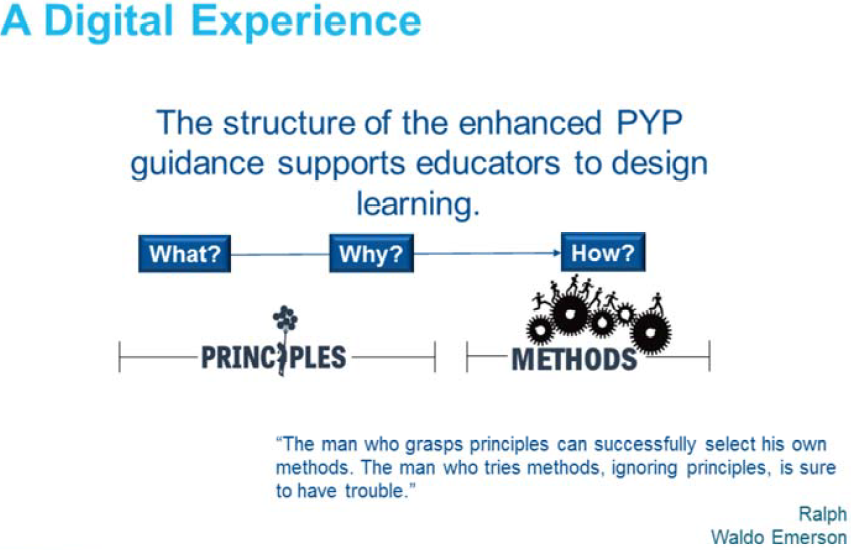 A Digital Experience
The structure of the enhanced PYP
guidance supports educators to design
learning.
What? Why? How?
PRINCIPLES METHODS
“The man who grasps principles can successfully select his own
methods. The man who tries methods, ignoring principles, is sure
to have trouble.”
Ralph
Waldo Emerson